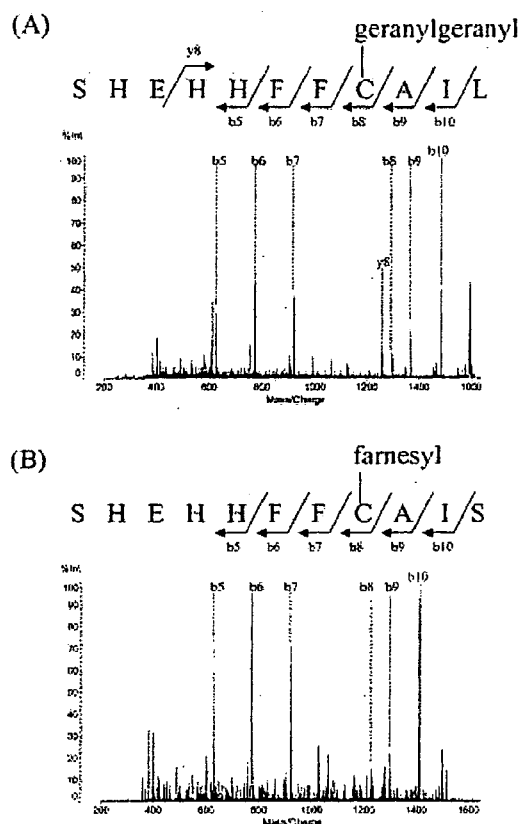 (A)
geranylgeranyl
y8
S H E H H F F C A I L
b5 b6 b7 b8 b9 b10
%Int.
b5 b6 b7 b8 b9 b10
y8
100
90
80
70
60
50
40
30
20
10
0
200 400 600 800 1000 1200 1400 1600
Mass/Charge
(B)
farnesyl
S H E H H F F C A I S
b5 b6 b7 b8 b9 b10
%Int.
b5 b6 b7 b8 b9 b10
100
90
80
70
60
50
40
30
20
10
0
200 400 600 800 1000 1200 1400 1600
Mass/Charge